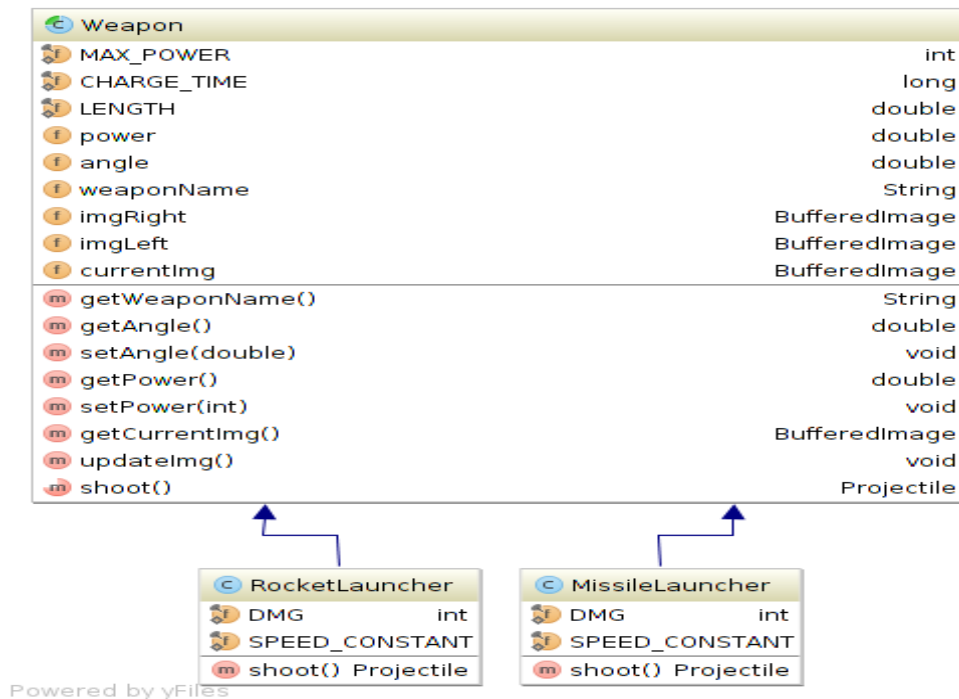 Weapon
MAX_POWER int
CHARGE_TIME long
LENGTH double
power double
angle double
weaponName String
imgRight BufferedImage
imgLeft BufferedImage
currentImg BufferedImage
getWeaponName() String
getAngle() double
setAngle(double) void
getPower() double
setPower(int) void
getCurrentImg() BufferedImage
updateImg() void
shoot() Projectile
RocketLauncher
DMG int
SPEED_CONSTANT
shoot() Projectile
MissileLauncher
DMG int
SPEED_CONSTANT
shoot() Projectile
Powered by yFiles